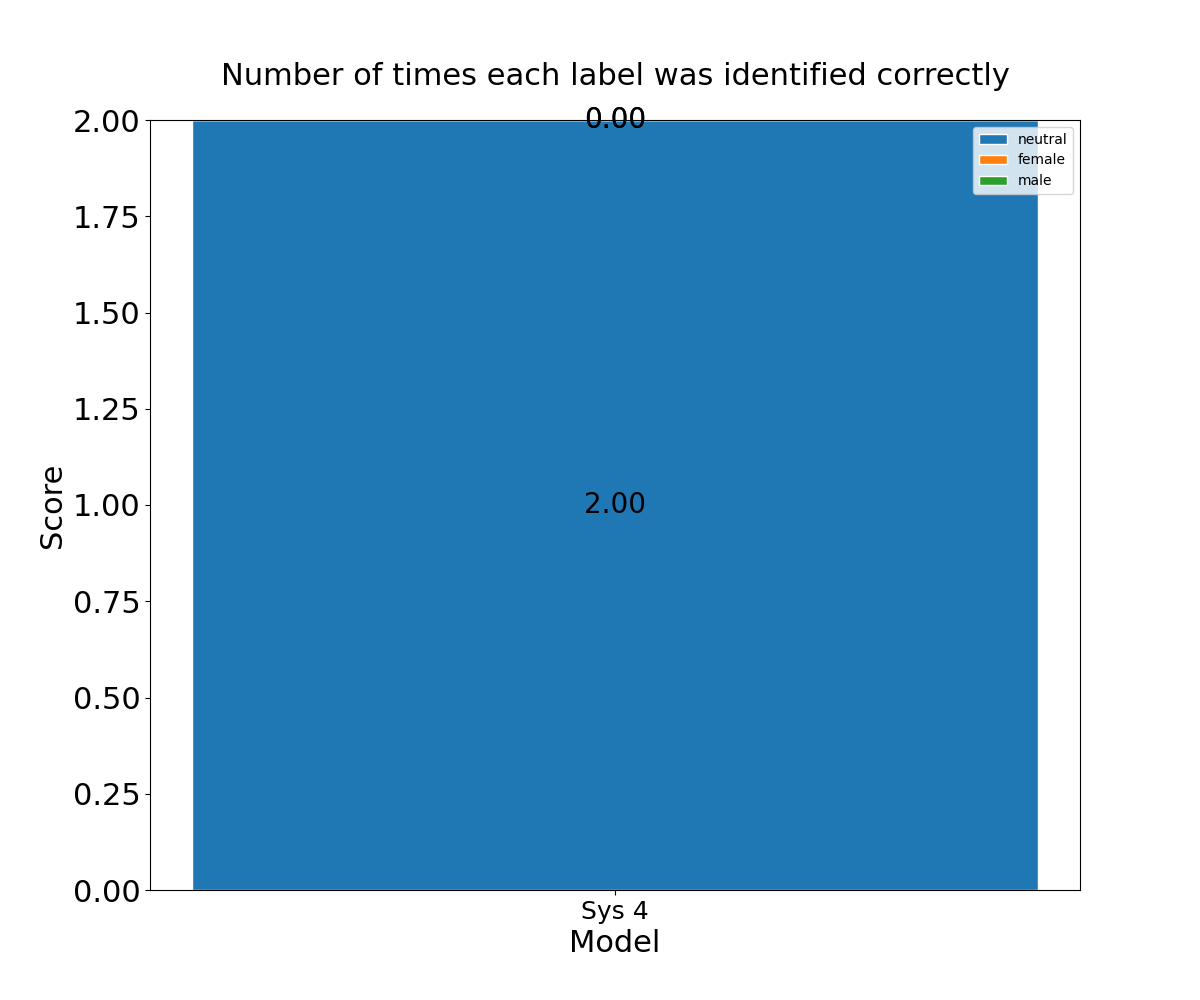 Number of times each label was identified correctly
0.00
2.00
1.75
1.50
1.25
1.00
0.75
0.50
0.25
0.00
Score
2.00
neutral
female
male
Sys 4
Model